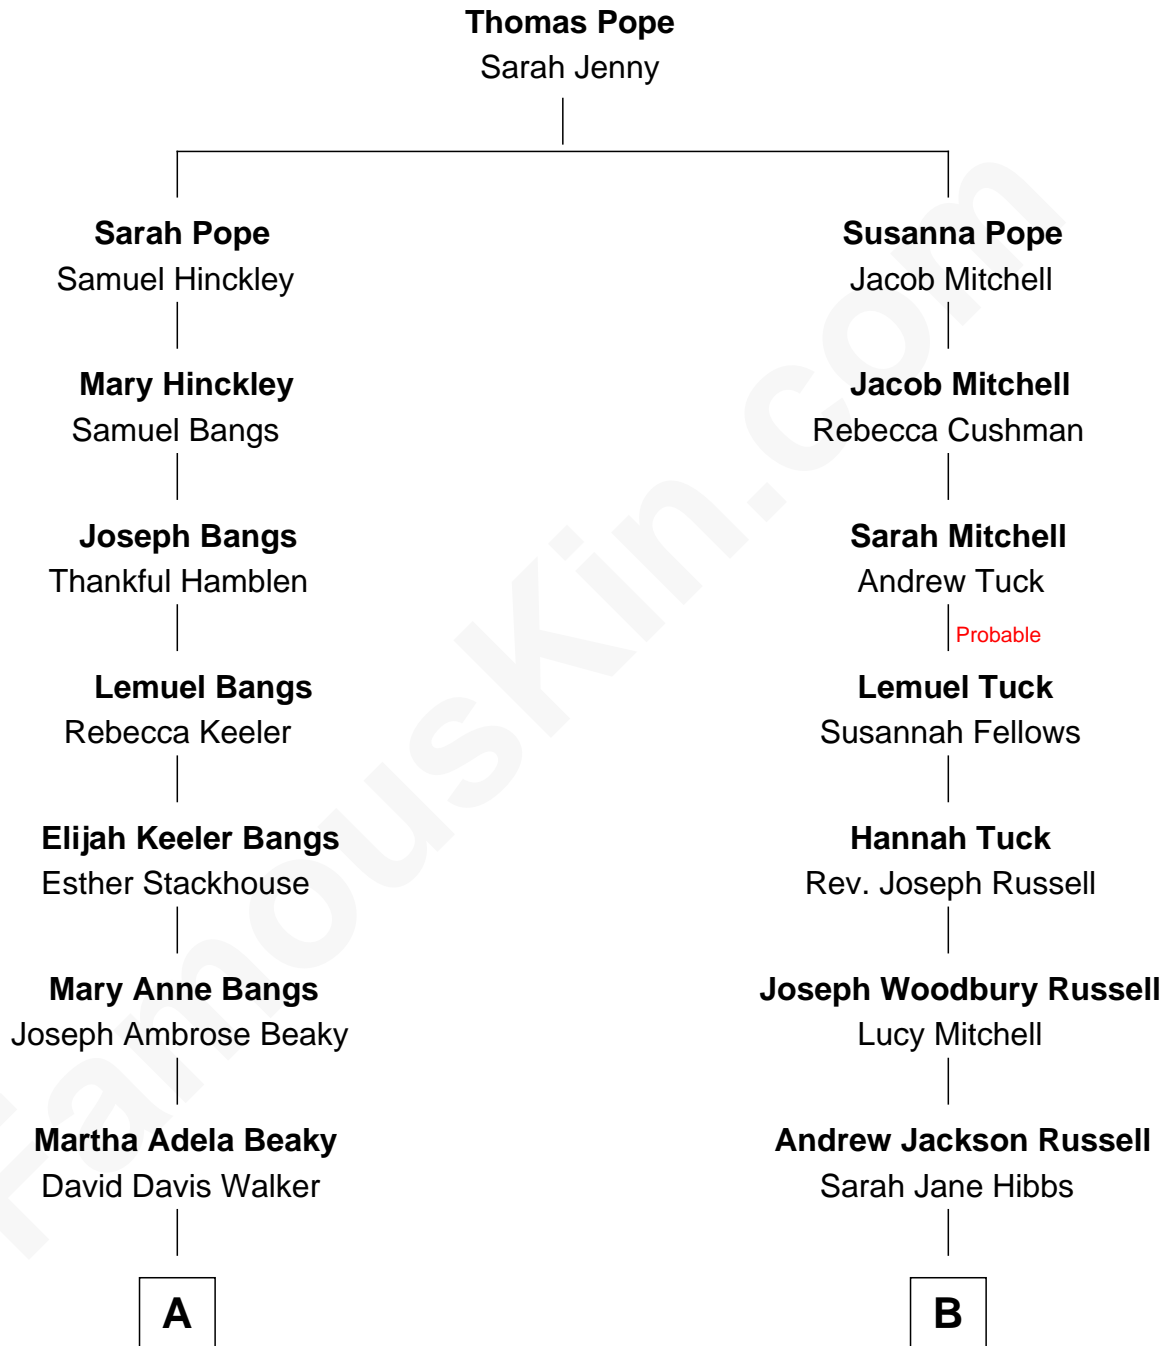 Thomas Pope
Sarah Jenny
Sarah Pope
Samuel Hinckley
Susanna Pope
Jacob Mitchell
Mary Hinckley
Samuel Bangs
Jacob Mitchell
Rebecca Cushman
Joseph Bangs
Thankful Hamblen
Sarah Mitchell
Andrew Tuck
Probable
Lemuel Bangs
Rebecca Keeler
Lemuel Tuck
Susannah Fellows
Elijah Keeler Bangs
Esther Stackhouse
Hannah Tuck
Rev. Joseph Russell
Mary Anne Bangs
Joseph Ambrose Beaky
Joseph Woodbury Russell
Lucy Mitchell
Martha Adela Beaky
David Davis Walker
Andrew Jackson Russell
Sarah Jane Hibbs
A
B
FamousKin.com